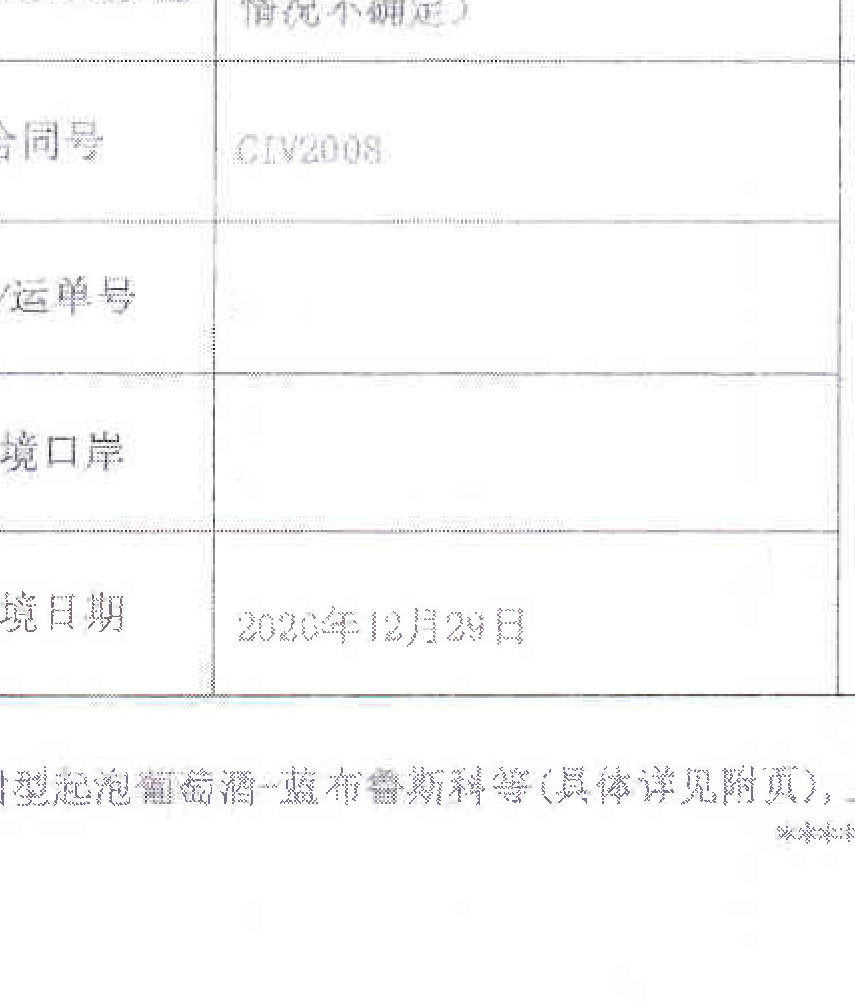 情况不确定）
合同号 CIV2008
/运单号
境口岸
境日期 2020年12月29日
型起泡葡萄酒-蓝布鲁斯科等(具体详见附页),
****